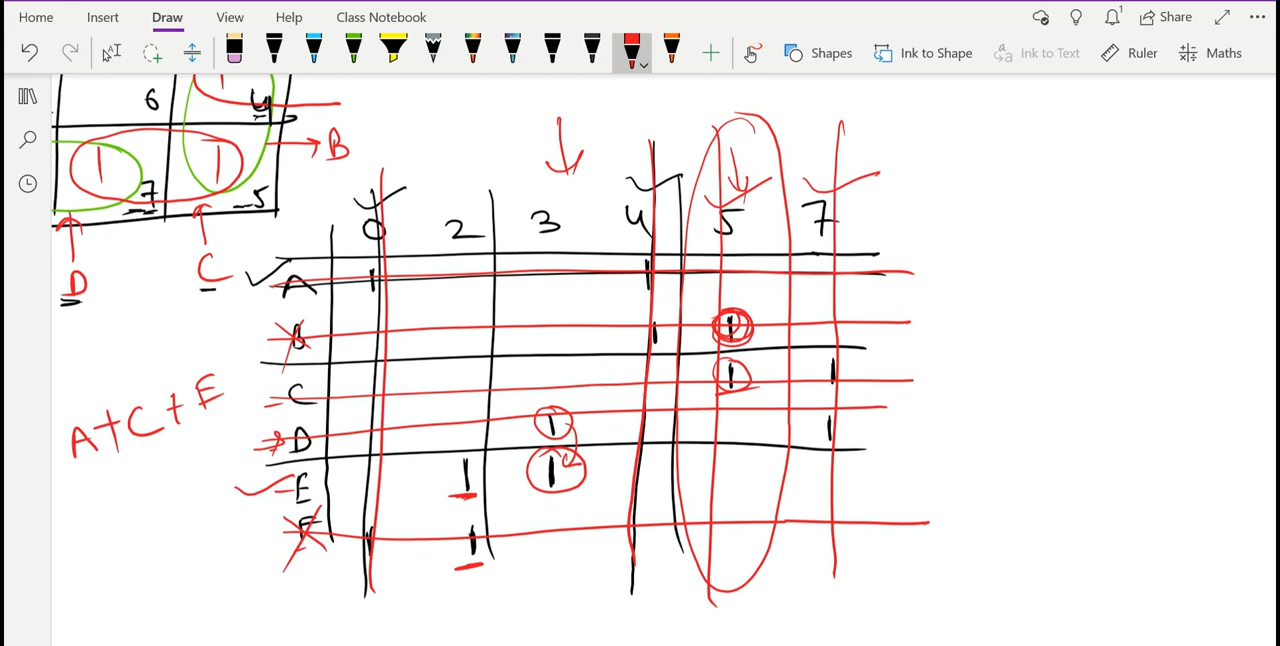 Home Insert Draw View Help Class Notebook Share
Shapes Ink to Shape Ink to Text Ruler Maths
6 4
1 1 B
7 5
D C
0 2 3 4 5 7
A 1 1
B 1 1
C 1 1
A+C+E
D 1 1
E 1 1
F 1 1